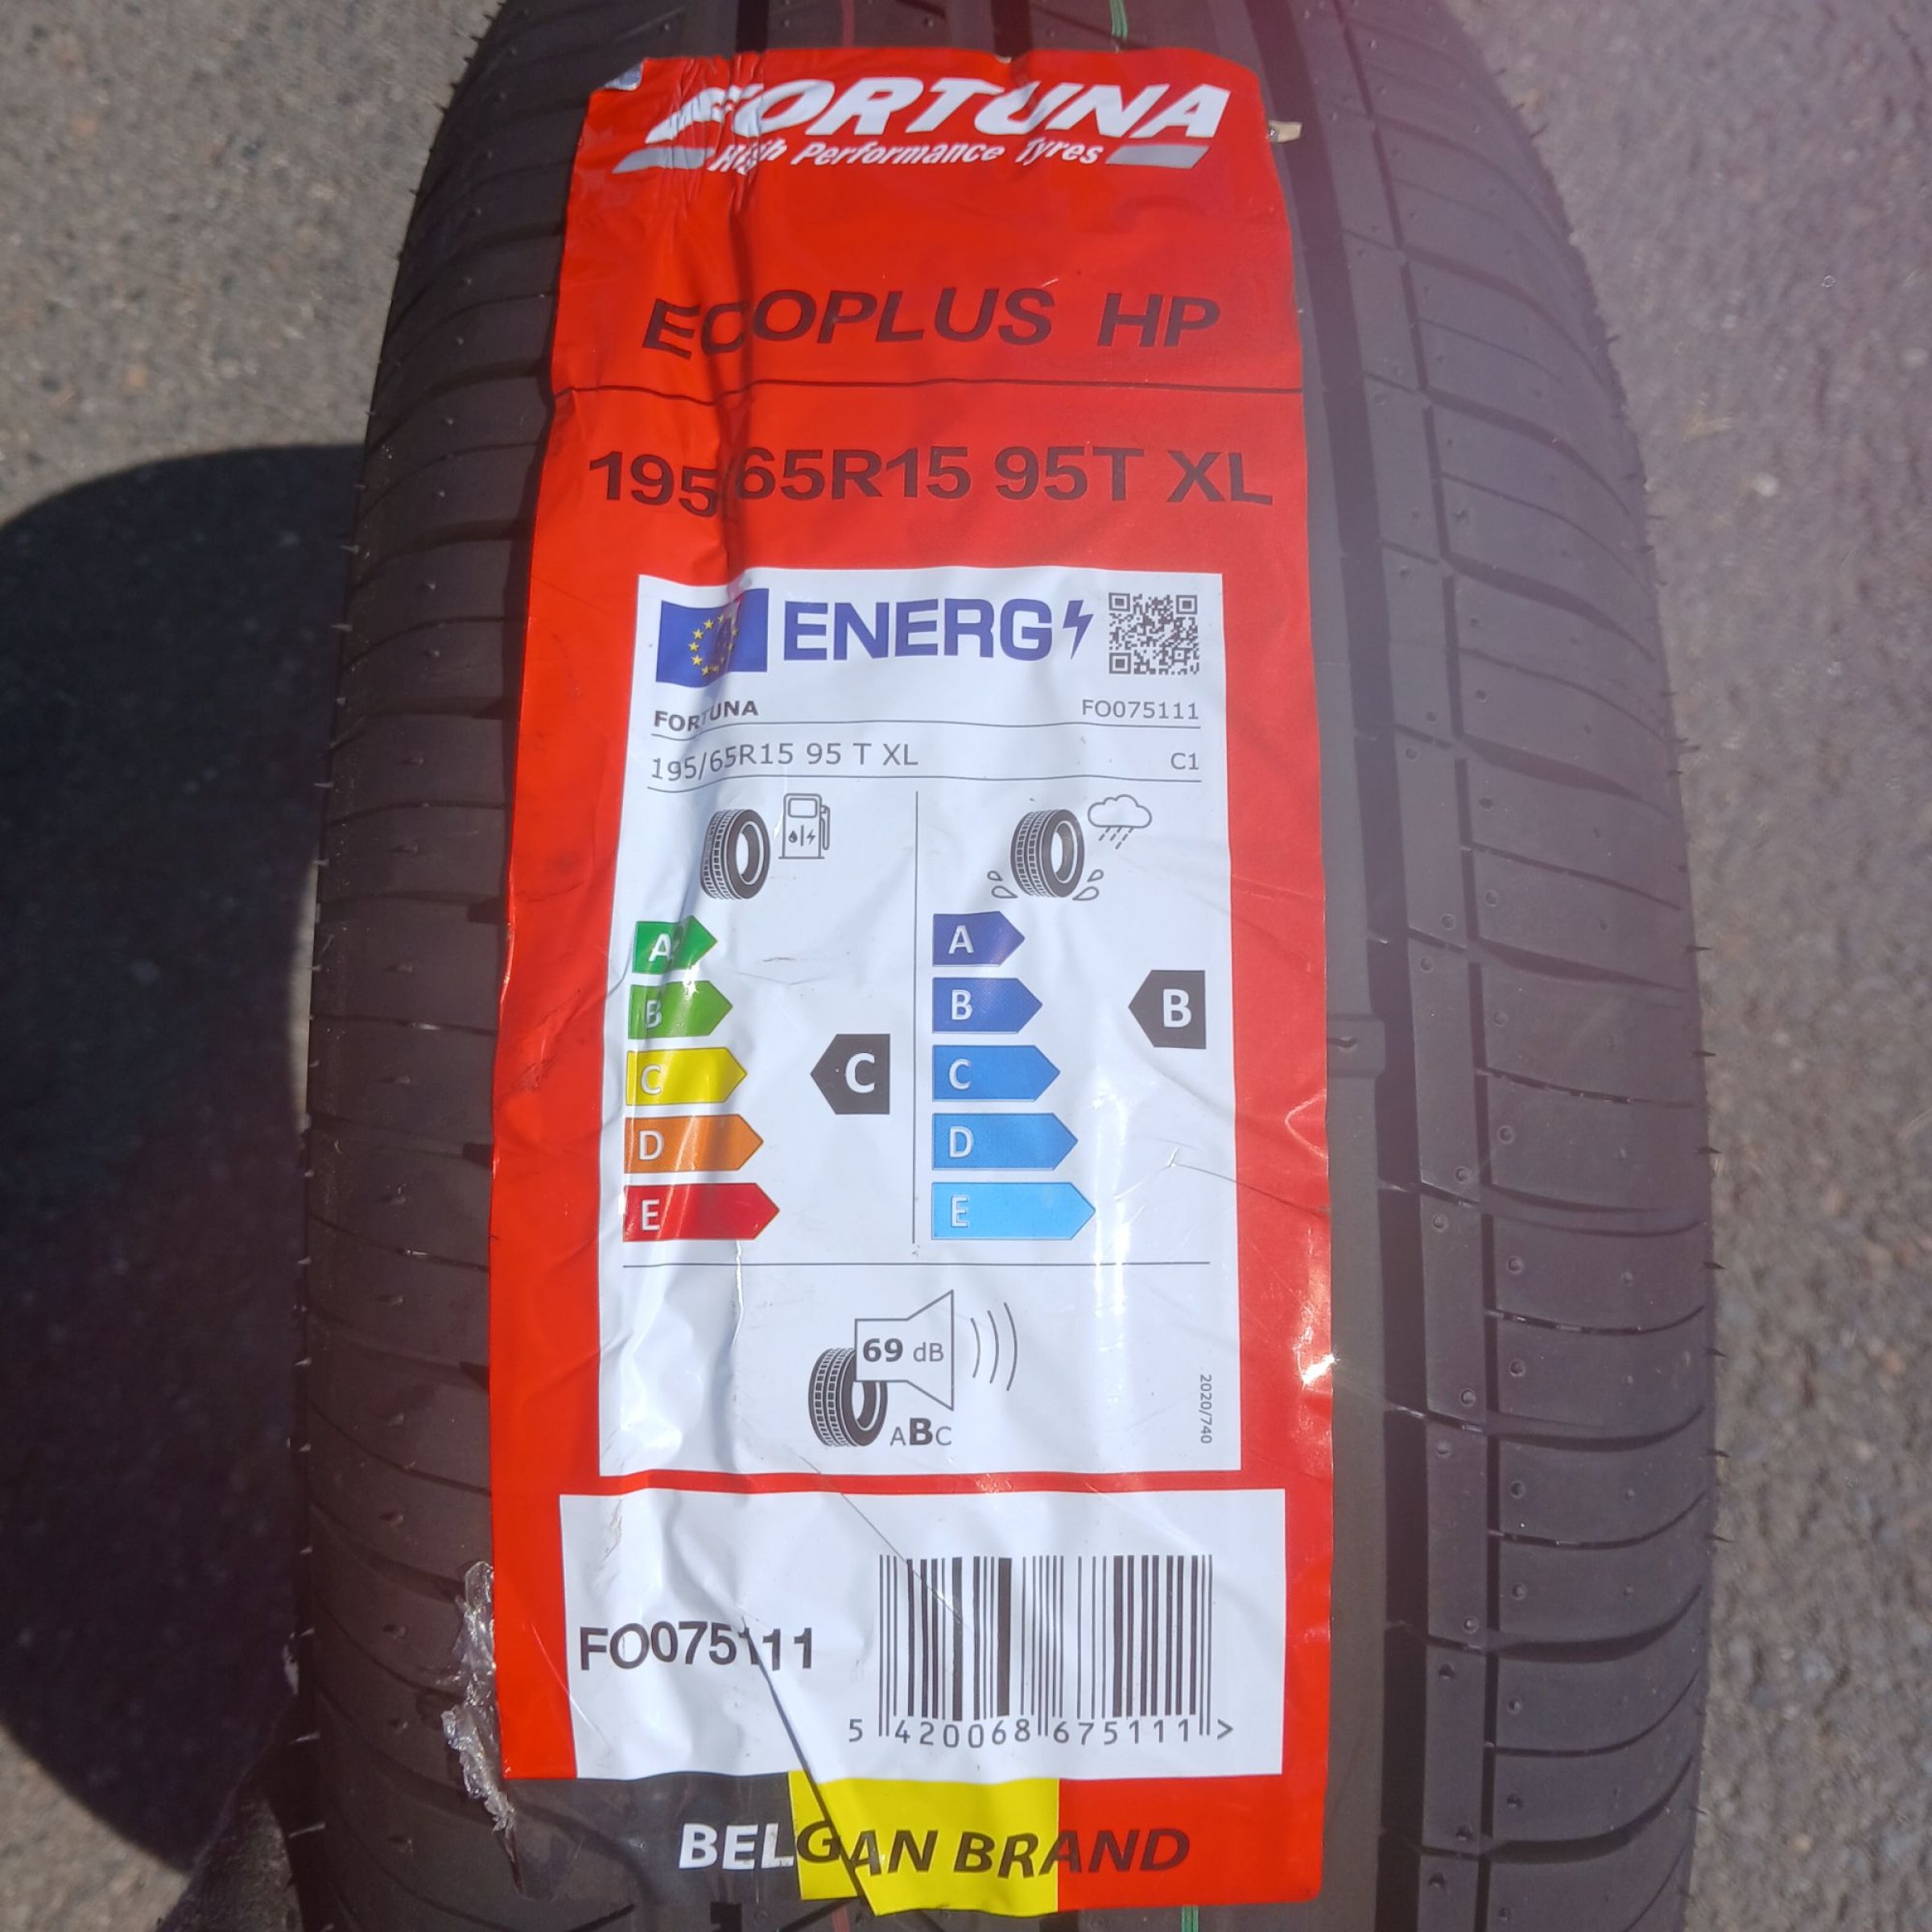 FORTUNA
High Performance Tyres
ECOPLUS HP
195/65R15 95T XL
ENERG
FORTUNA FO075111
195/65R15 95 T XL C1
A A
B B B
C C C
D D
E E
69 dB
ABC
2020/740
FO075111
5 420068 675111 >
BELGAN BRAND